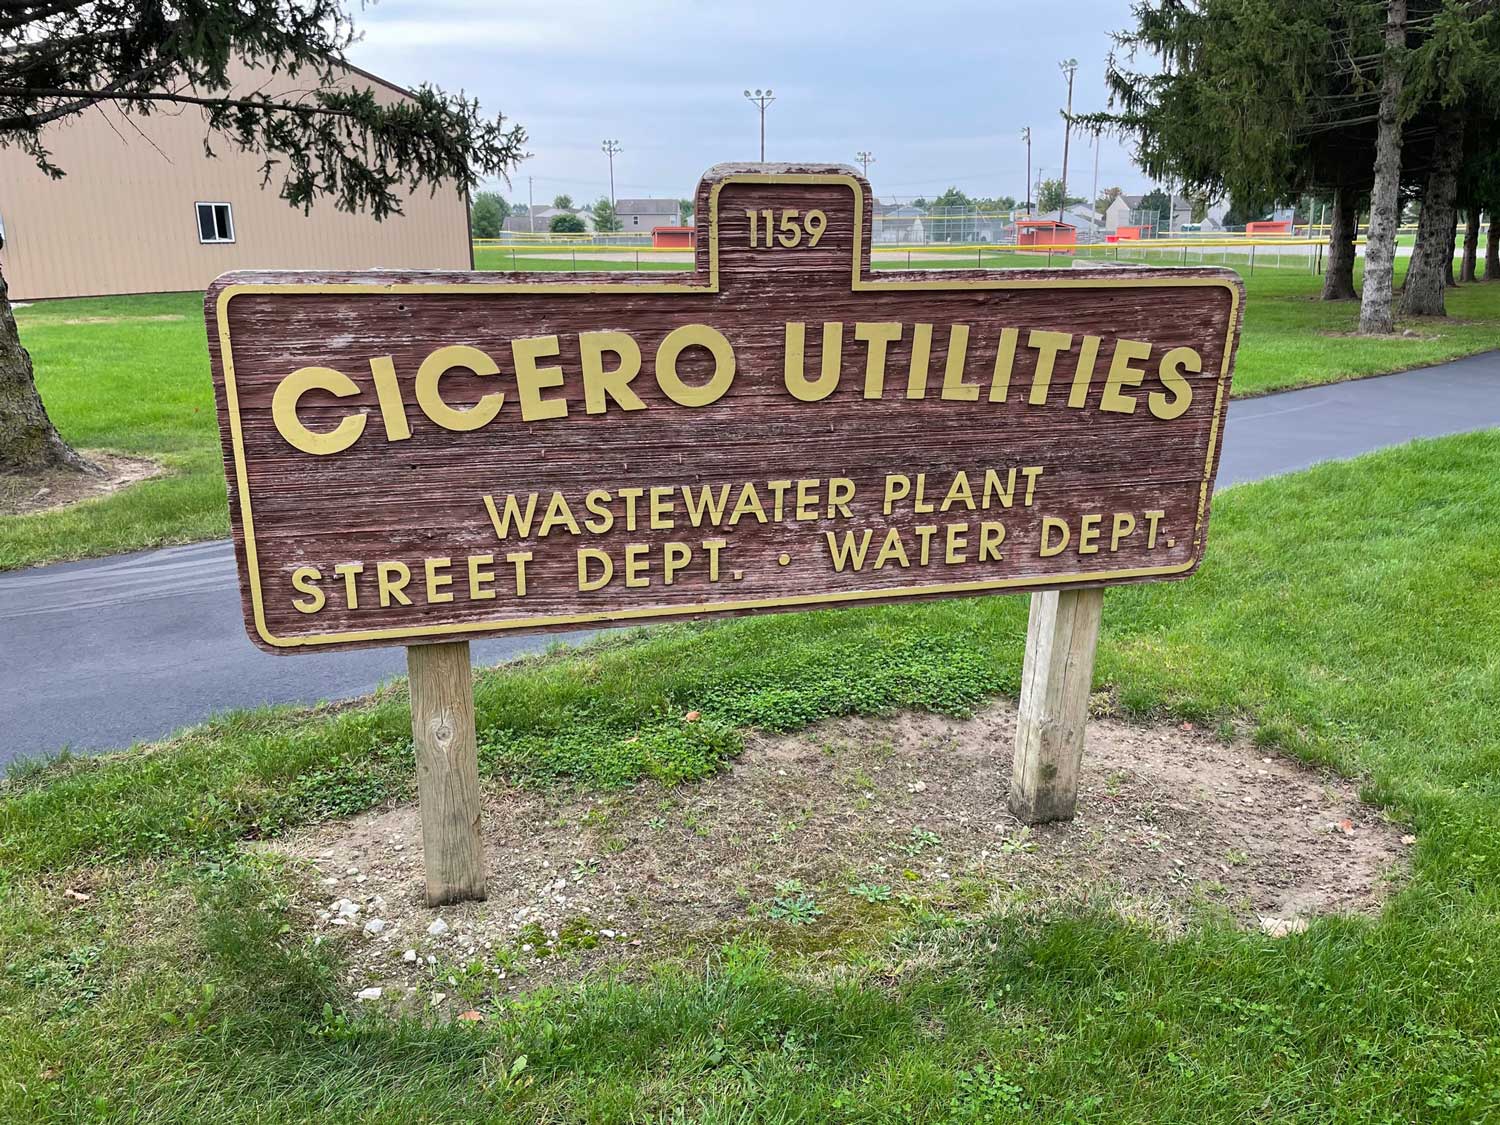 1159
CICERO UTILITIES
WASTEWATER PLANT
STREET DEPT. · WATER DEPT.